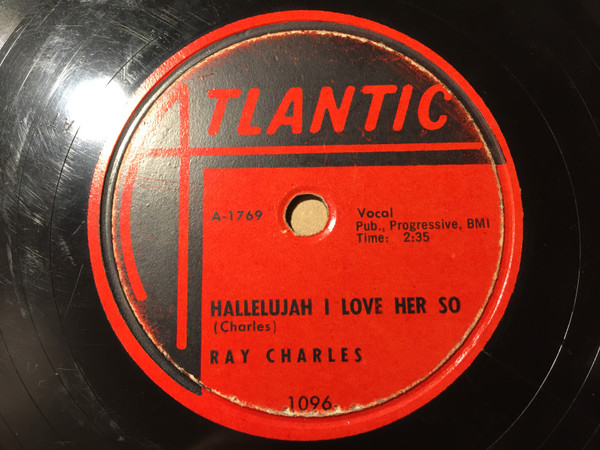 ATLANTIC
A-1769
Vocal
Pub., Progressive, BMI
Time: 2:35
HALLELUJAH I LOVE HER SO
(Charles)
RAY CHARLES
1096